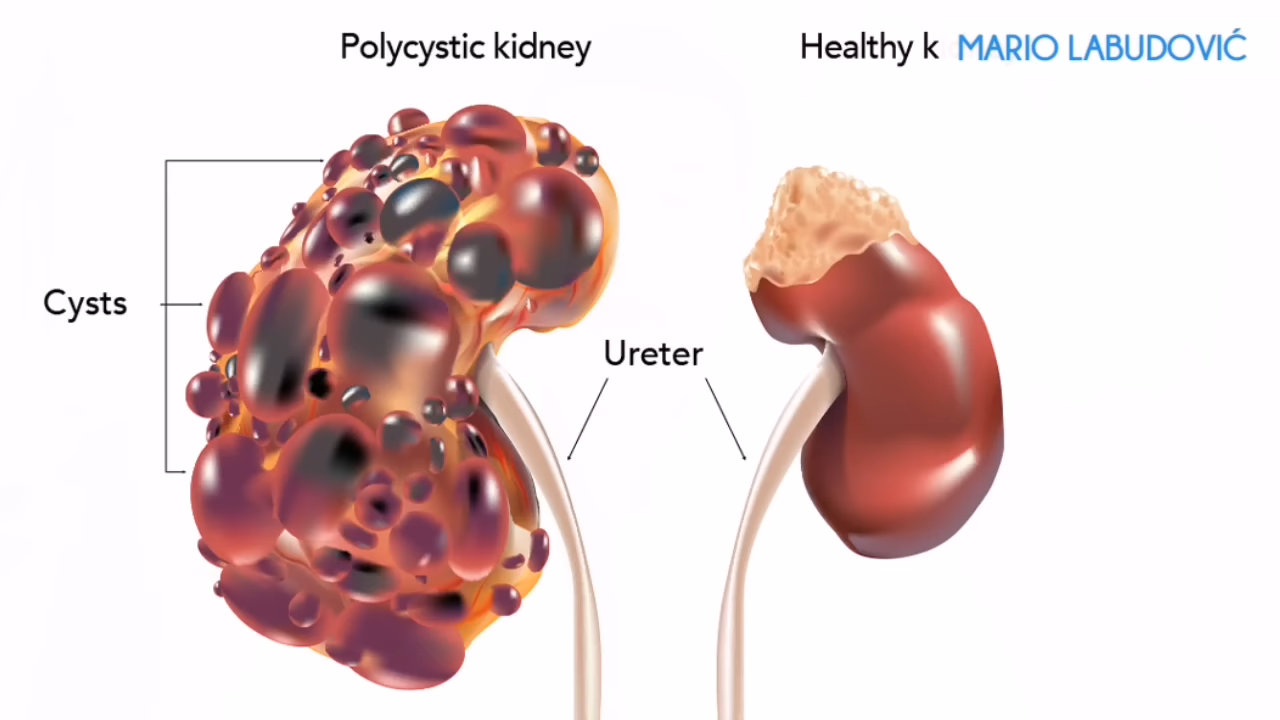 Polycystic kidney
Healthy k
MARIO LABUDOVIĆ
Cysts
Ureter